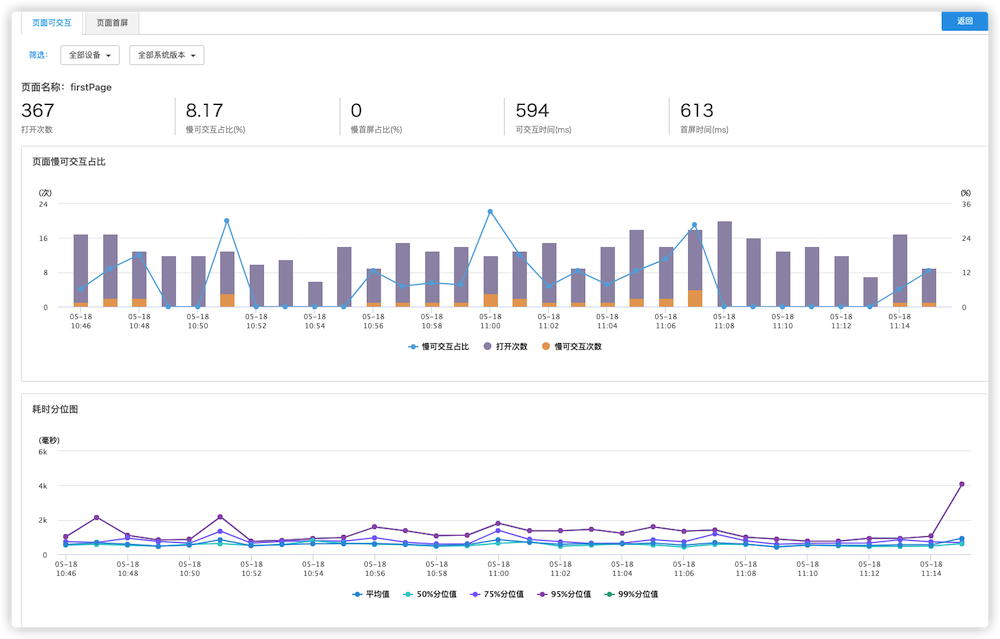 页面可交互 页面首屏 返回
筛选: 全部设备 全部系统版本
页面名称: firstPage
367 8.17 0 594 613
打开次数 慢可交互占比(%) 慢首屏占比(%) 可交互时间(ms) 首屏时间(ms)
页面慢可交互占比
(次) (%)
24 36
16 24
8 12
0 0
05-18 05-18 05-18 05-18 05-18 05-18 05-18 05-18 05-18 05-18 05-18 05-18 05-18 05-18 05-18
10:46 10:48 10:50 10:52 10:54 10:56 10:58 11:00 11:02 11:04 11:06 11:08 11:10 11:12 11:14
慢可交互占比 打开次数 慢可交互次数
耗时分位图
(毫秒)
6k
4k
2k
0
05-18 05-18 05-18 05-18 05-18 05-18 05-18 05-18 05-18 05-18 05-18 05-18 05-18 05-18 05-18
10:46 10:48 10:50 10:52 10:54 10:56 10:58 11:00 11:02 11:04 11:06 11:08 11:10 11:12 11:14
平均值 50%分位值 75%分位值 95%分位值 99%分位值